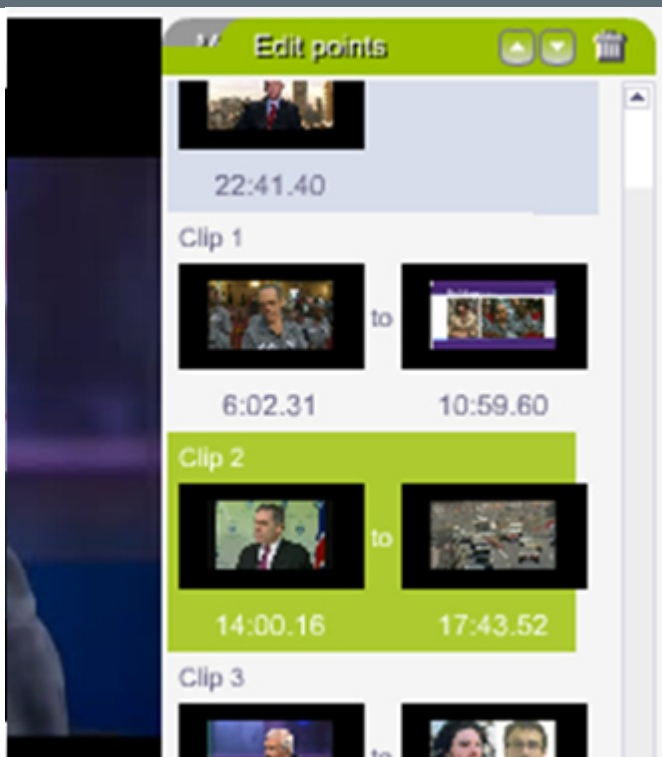 Edit points
22:41.40
Clip 1
to
6:02.31 10:59.60
Clip 2
to
14:00.16 17:43.52
Clip 3
to